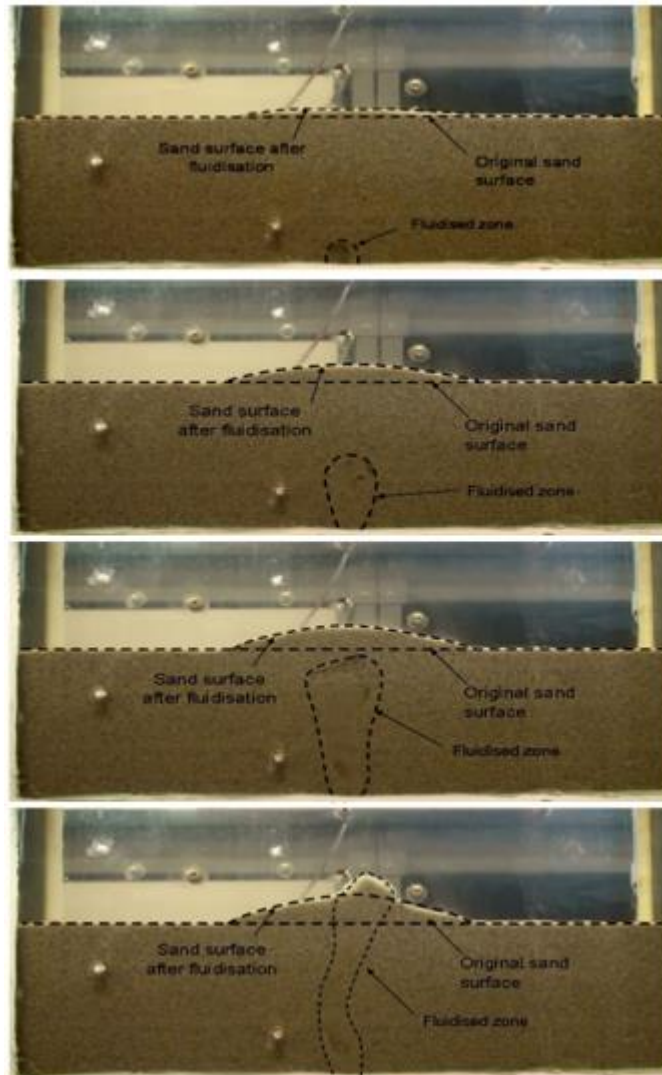 Sand surface after
fluidisation
Original sand
surface
Fluidised zone
Sand surface
after fluidisation
Original sand
surface
Fluidised zone
Sand surface
after fluidisation
Original sand
surface
Fluidised zone
Sand surface
after fluidisation
Original sand
surface
Fluidised zone